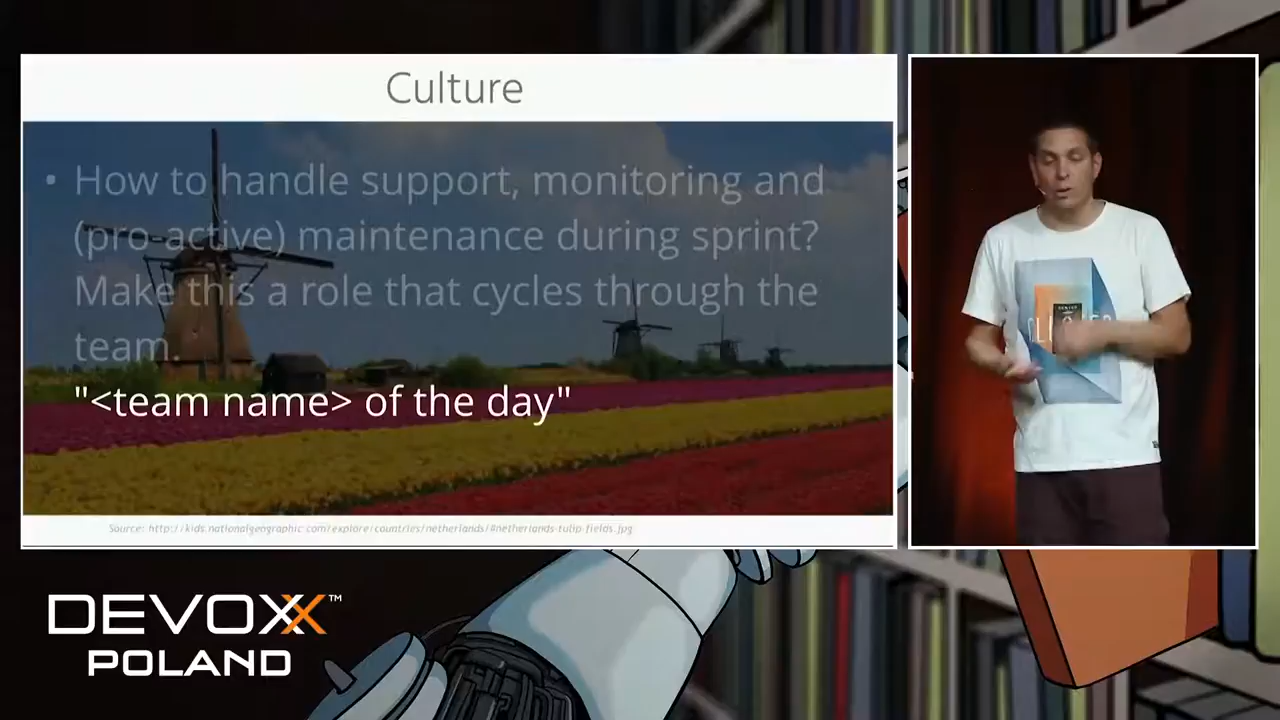 Culture
• How to handle support, monitoring and
(pro-active) maintenance during sprint?
Make this a role that cycles through the
team.
"<team name> of the day"
Source: http://kids.nationalgeographic.com/explore/countries/netherlands/#netherlands-tulip-fields.jpg
DEVOXX™
POLAND